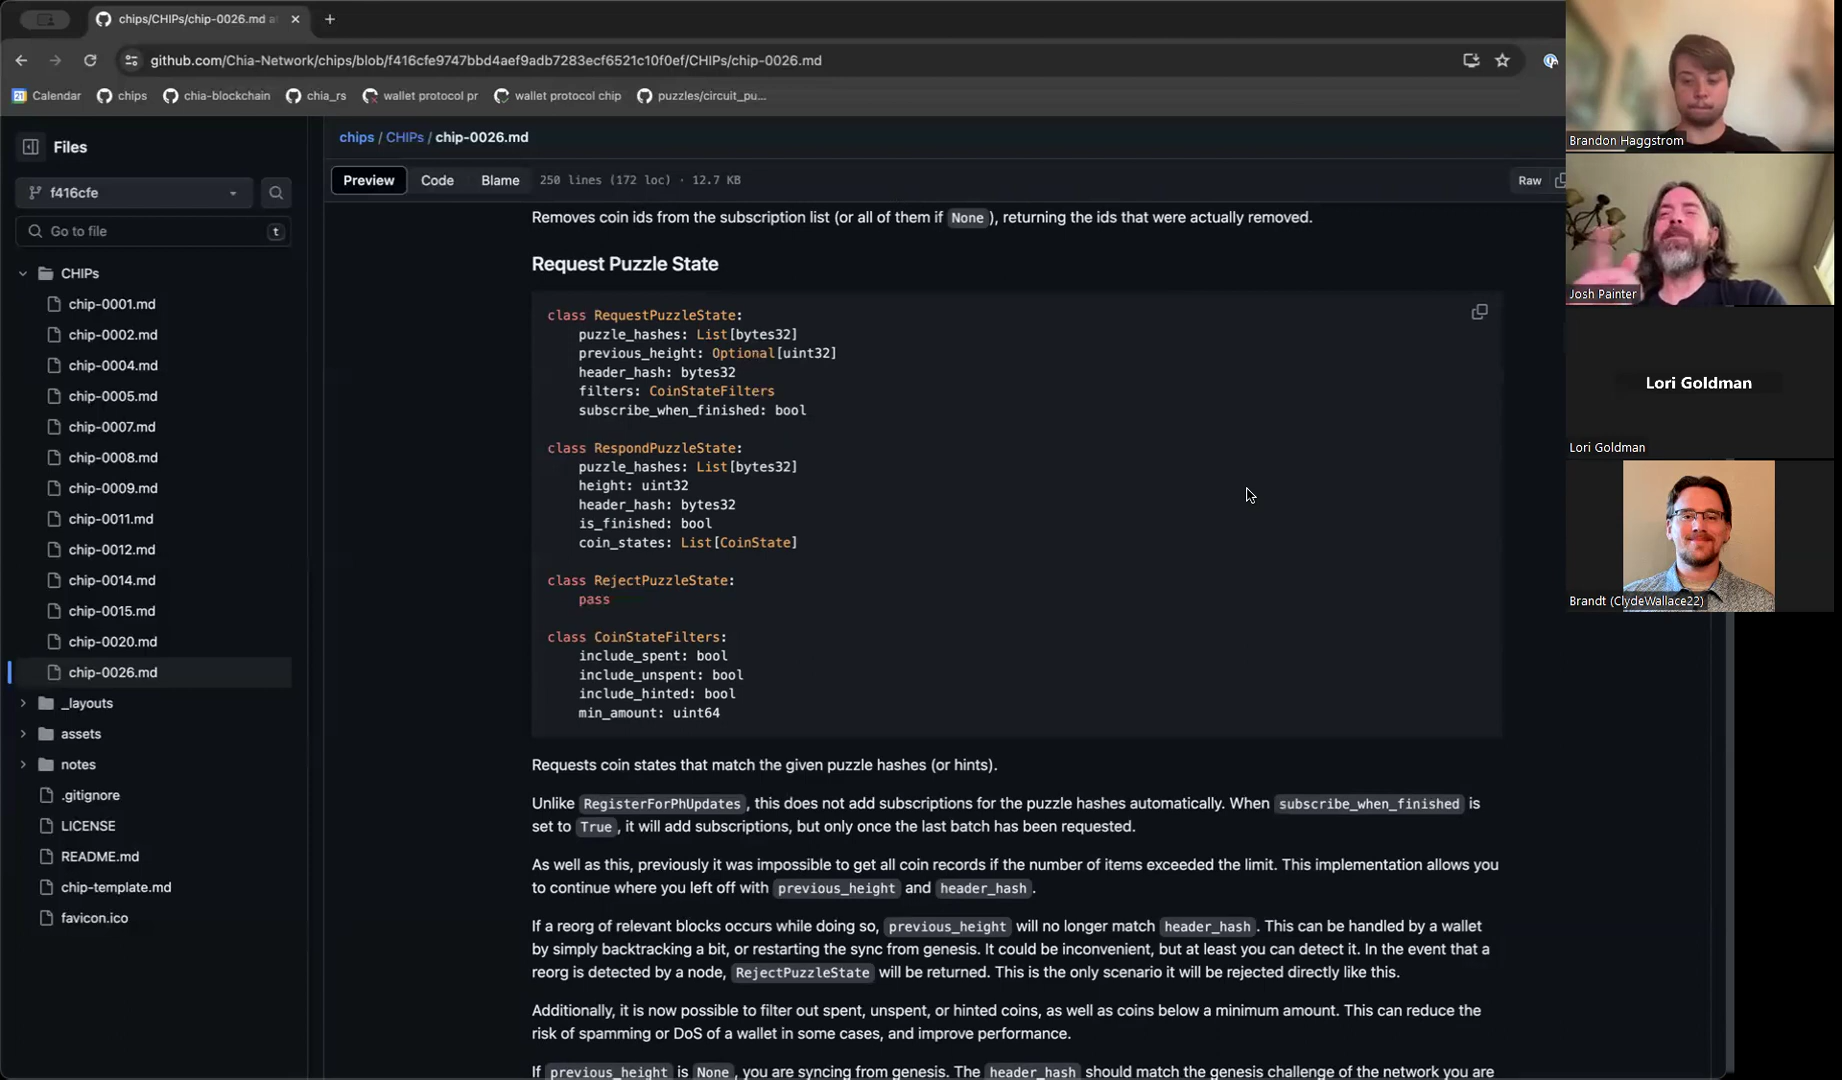 chips/CHIPs/chip-0026.md at
github.com/Chia-Network/chips/blob/f416cfe9747bbd4aef9adb7283ecf6521c10f0ef/CHIPs/chip-0026.md
Calendar
chips
chia-blockchain
chia_rs
wallet protocol pr
wallet protocol chip
puzzles/circuit_pu...
Files
f416cfe
Go to file
t
CHIPs
chip-0001.md
chip-0002.md
chip-0004.md
chip-0005.md
chip-0007.md
chip-0008.md
chip-0009.md
chip-0011.md
chip-0012.md
chip-0014.md
chip-0015.md
chip-0020.md
chip-0026.md
_layouts
assets
notes
.gitignore
LICENSE
README.md
chip-template.md
favicon.ico
chips / CHIPs / chip-0026.md
Preview Code Blame 250 lines (172 loc) · 12.7 KB Raw
Removes coin ids from the subscription list (or all of them if None ), returning the ids that were actually removed.
Request Puzzle State
class RequestPuzzleState:
puzzle_hashes: List[bytes32]
previous_height: Optional[uint32]
header_hash: bytes32
filters: CoinStateFilters
subscribe_when_finished: bool
class RespondPuzzleState:
puzzle_hashes: List[bytes32]
height: uint32
header_hash: bytes32
is_finished: bool
coin_states: List[CoinState]
class RejectPuzzleState:
pass
class CoinStateFilters:
include_spent: bool
include_unspent: bool
include_hinted: bool
min_amount: uint64
Requests coin states that match the given puzzle hashes (or hints).
Unlike RegisterForPhUpdates , this does not add subscriptions for the puzzle hashes automatically. When subscribe_when_finished is
set to True , it will add subscriptions, but only once the last batch has been requested.
As well as this, previously it was impossible to get all coin records if the number of items exceeded the limit. This implementation allows you
to continue where you left off with previous_height and header_hash .
If a reorg of relevant blocks occurs while doing so, previous_height will no longer match header_hash . This can be handled by a wallet
by simply backtracking a bit, or restarting the sync from genesis. It could be inconvenient, but at least you can detect it. In the event that a
reorg is detected by a node, RejectPuzzleState will be returned. This is the only scenario it will be rejected directly like this.
Additionally, it is now possible to filter out spent, unspent, or hinted coins, as well as coins below a minimum amount. This can reduce the
risk of spamming or DoS of a wallet in some cases, and improve performance.
If previous_height is None , you are syncing from genesis. The header_hash should match the genesis challenge of the network you are
Brandon Haggstrom
Josh Painter
Lori Goldman
Lori Goldman
Brandt (ClydeWallace22)